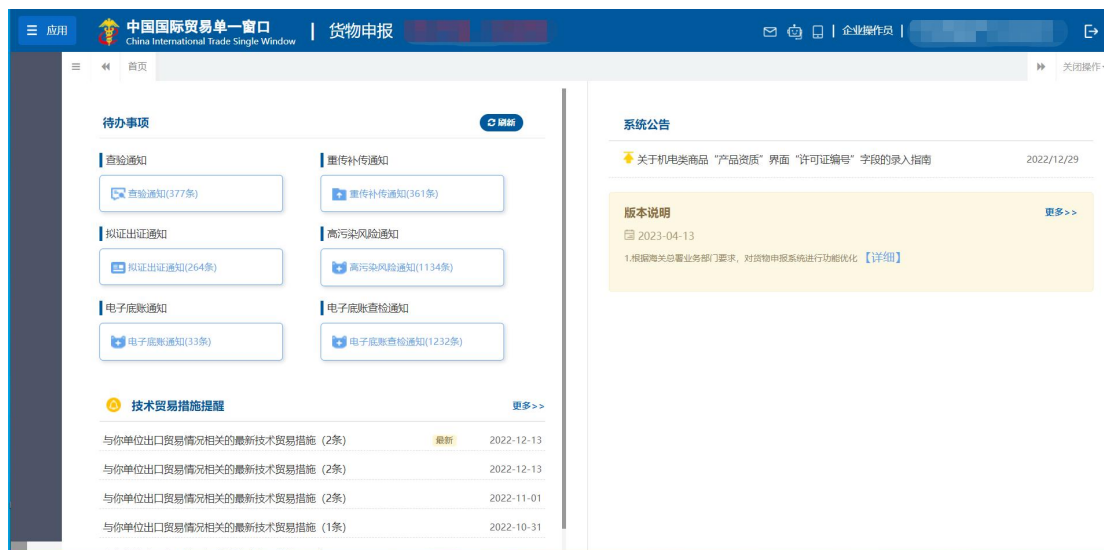 应用
中国国际贸易单一窗口
China International Trade Single Window
货物申报
企业操作员
首页
关闭操作
待办事项
刷新
查验通知
重传补传通知
查验通知(377条)
重传补传通知(361条)
拟证出证通知
高污染风险通知
拟证出证通知(264条)
高污染风险通知(1134条)
电子底账通知
电子底账查检通知
电子底账通知(33条)
电子底账查检通知(1232条)
技术贸易措施提醒
更多>>
与你单位出口贸易情况相关的最新技术贸易措施（2条） 最新 2022-12-13
与你单位出口贸易情况相关的最新技术贸易措施（2条） 2022-12-13
与你单位出口贸易情况相关的最新技术贸易措施（2条） 2022-11-01
与你单位出口贸易情况相关的最新技术贸易措施（1条） 2022-10-31
系统公告
关于机电类商品“产品资质”界面“许可证编号”字段的录入指南 2022/12/29
版本说明
更多>>
2023-04-13
1.根据海关总署业务部门要求，对货物申报系统进行功能优化 【详细】